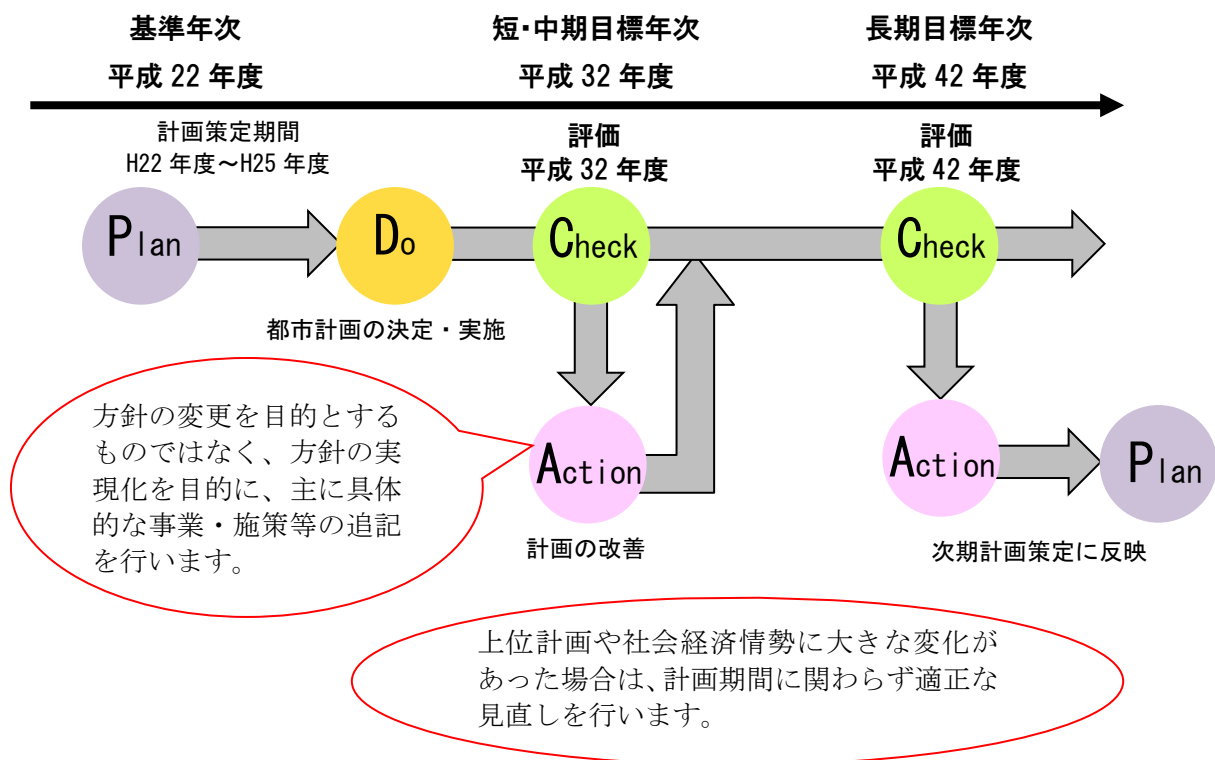 基準年次
短・中期目標年次
長期目標年次
平成 22 年度
平成 32 年度
平成 42 年度
計画策定期間
H22 年度～H25 年度
評価
平成 32 年度
評価
平成 42 年度
Plan
Do
Check
Check
都市計画の決定・実施
方針の変更を目的とする
ものではなく、方針の実
現化を目的に、主に具体
的な事業・施策等の追記
を行います。
Action
Action
Plan
計画の改善
次期計画策定に反映
上位計画や社会経済情勢に大きな変化が
あった場合は、計画期間に関わらず適正な
見直しを行います。